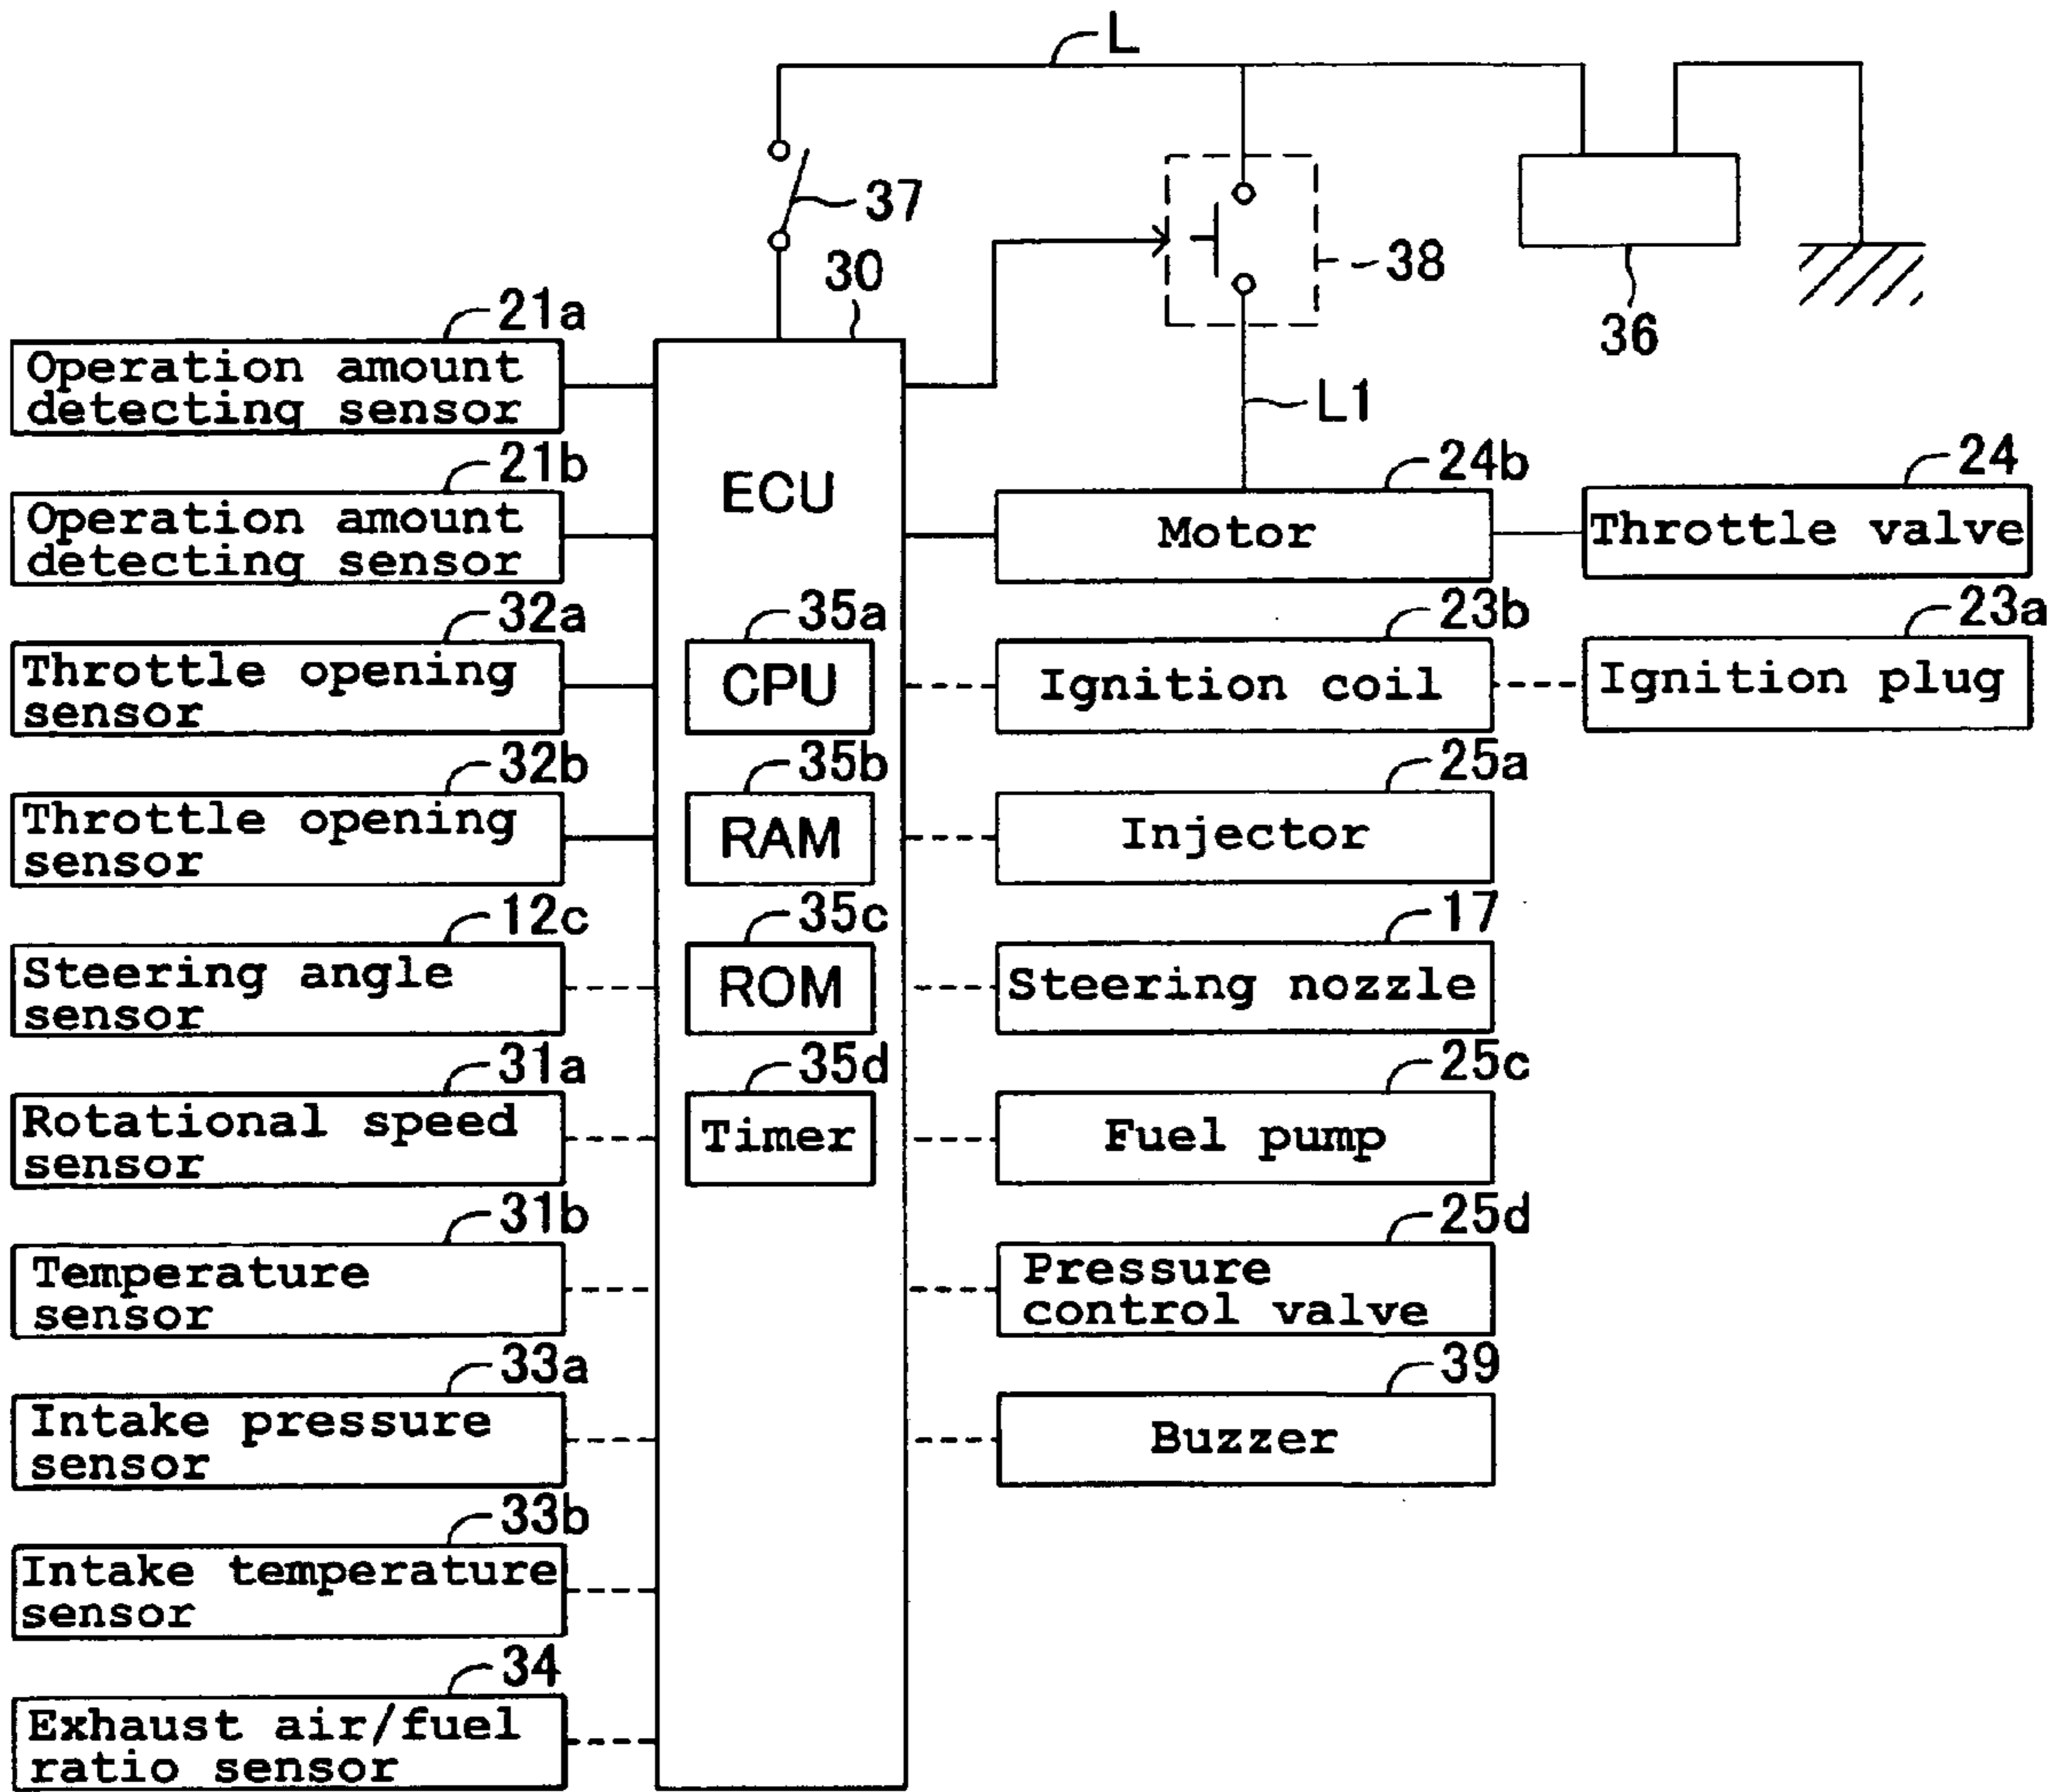 L
37
30
38
36
21a
Operation amount
detecting sensor
L1
21b
Operation amount
detecting sensor
ECU
24b
Motor
24
Throttle valve
32a
Throttle opening
sensor
35a
CPU
23b
Ignition coil
23a
Ignition plug
32b
Throttle opening
sensor
35b
RAM
25a
Injector
12c
Steering angle
sensor
35c
ROM
17
Steering nozzle
31a
Rotational speed
sensor
35d
Timer
25c
Fuel pump
31b
Temperature
sensor
25d
Pressure
control valve
33a
Intake pressure
sensor
39
Buzzer
33b
Intake temperature
sensor
34
Exhaust air/fuel
ratio sensor